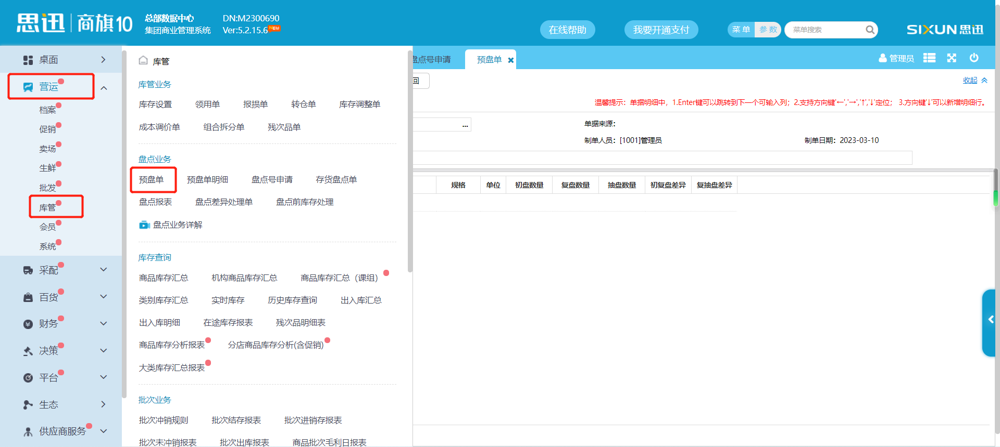 思迅 商旗10
总部数据中心
集团商业管理系统
DN:M2300690
Ver:5.2.15.6 NEW
在线帮助
我要开通支付
菜单 参数
菜单搜索
SIXUN思迅
桌面
营运
档案
促销
卖场
生鲜
批发
库管
会员
系统
采配
百货
财务
决策
平台
生态
供应商服务
库管
库管业务
库存设置 领用单 报损单 转仓单 库存调整单
成本调价单 组合拆分单 残次品单
盘点业务
预盘单 预盘单明细 盘点号申请 存货盘点单
盘点报表 盘点差异处理单 盘点前库存处理
盘点业务详解
库存查询
商品库存汇总 机构商品库存汇总 商品库存汇总（课组）
类别库存汇总 实时库存 历史库存查询 出入库汇总
出入库明细 在途库存报表 残次品明细表
商品库存分析报表 分店商品库存分析(含促销)
大类库存汇总报表
批次业务
批次冲销规则 批次结存报表 批次进销存报表
批次未冲销报表 批次出库报表 商品批次毛利日报表
盘点号申请 预盘单
管理员
回
收起
温馨提示：单据明细中，1.Enter键可以跳转到下一个可输入列；2.支持方向键'←','→','↑','↓'定位； 3.方向键'↓'可以新增明细行。
...
单据来源：
制单人员：[1001]管理员 制单日期：2023-03-10
规格 单位 初盘数量 复盘数量 抽盘数量 初复盘差异 复抽盘差异